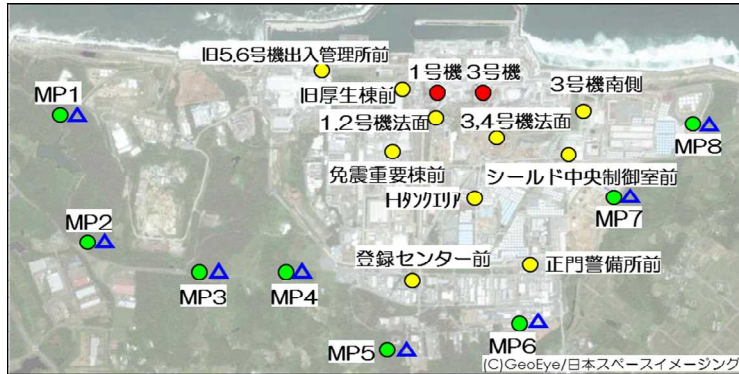 旧5.6号機出入管理所前
1号機
3号機
3号機南側
MP1
旧厚生棟前
1.2号機法面
3,4号機法面
MP8
免震重要棟前
シールド中央制御室前
Hタンクエリア
MP7
MP2
登録センター前
正門警備所前
MP3
MP4
MP5
MP6
(C)GeoEye/日本スペースイメージング